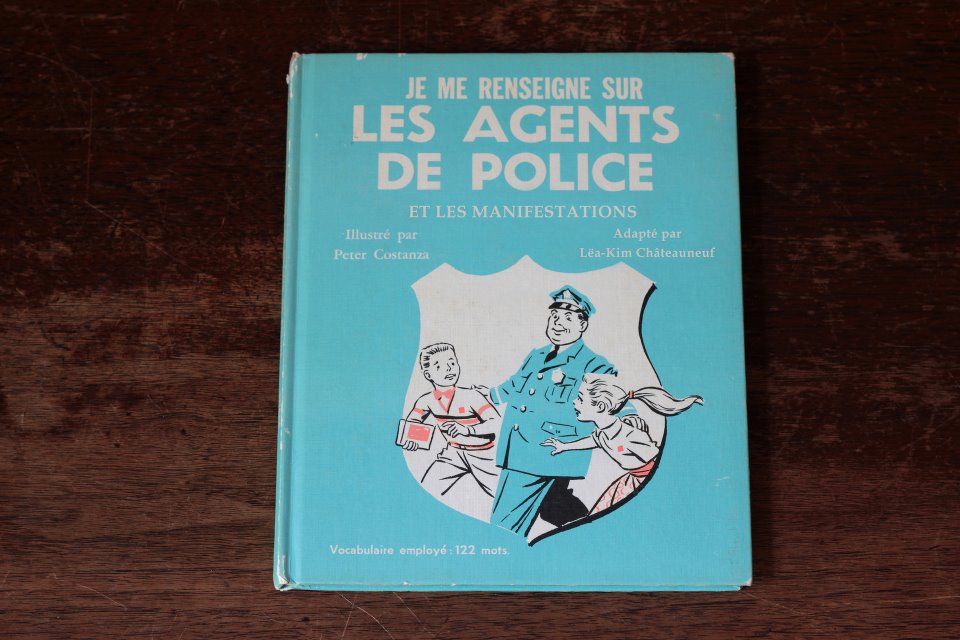 JE ME RENSEIGNE SUR
LES AGENTS
DE POLICE
ET LES MANIFESTATIONS
Illustré par
Peter Costanza
Adapté par
Lëa-Kim Châteauneuf
Vocabulaire employé : 122 mots.